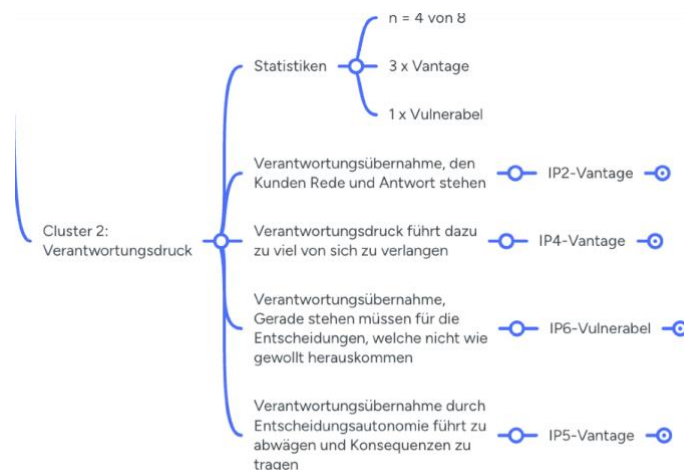 n = 4 von 8
Statistiken
3 x Vantage
1 x Vulnerabel
Verantwortungsübernahme, den
Kunden Rede und Antwort stehen
IP2-Vantage
Cluster 2:
Verantwortungsdruck
Verantwortungsdruck führt dazu
zu viel von sich zu verlangen
IP4-Vantage
Verantwortungsübernahme,
Gerade stehen müssen für die
Entscheidungen, welche nicht wie
gewollt herauskommen
IP6-Vulnerabel
Verantwortungsübernahme durch
Entscheidungsautonomie führt zu
abwägen und Konsequenzen zu
tragen
IP5-Vantage